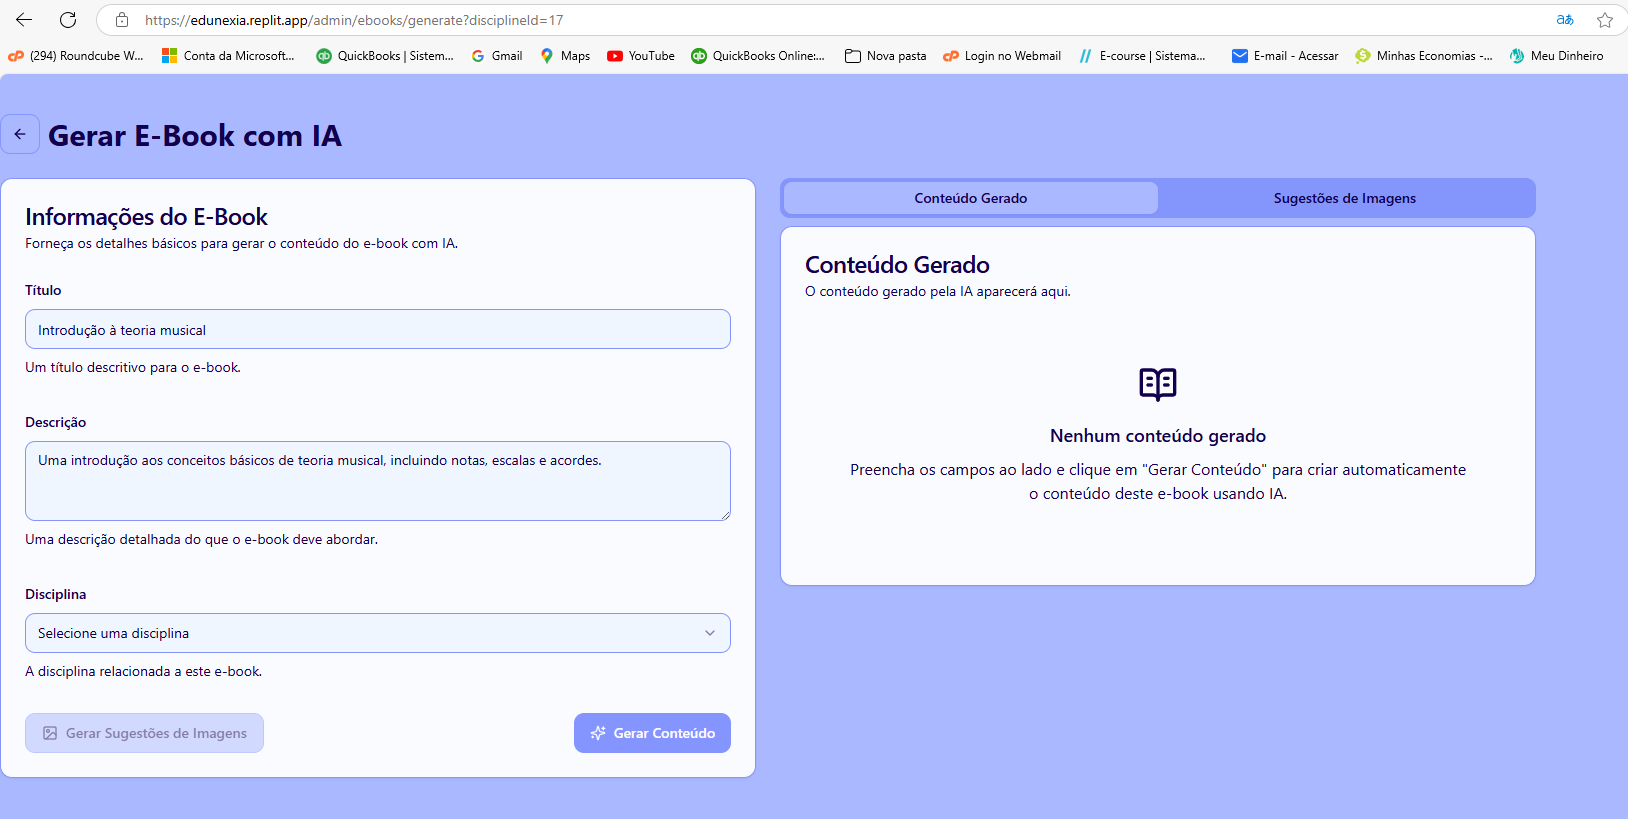 https://edunexia.replit.app/admin/ebooks/generate?disciplineId=17
aあ
(294) Roundcube W...
Conta da Microsoft...
QuickBooks | Sistem...
Gmail
Maps
YouTube
QuickBooks Online:...
Nova pasta
Login no Webmail
E-course | Sistema...
E-mail - Acessar
Minhas Economias -...
Meu Dinheiro
Gerar E-Book com IA
Informações do E-Book
Forneça os detalhes básicos para gerar o conteúdo do e-book com IA.
Título
Introdução à teoria musical
Um título descritivo para o e-book.
Descrição
Uma introdução aos conceitos básicos de teoria musical, incluindo notas, escalas e acordes.
Uma descrição detalhada do que o e-book deve abordar.
Disciplina
Selecione uma disciplina
A disciplina relacionada a este e-book.
Gerar Sugestões de Imagens
Gerar Conteúdo
Conteúdo Gerado
Sugestões de Imagens
Conteúdo Gerado
O conteúdo gerado pela IA aparecerá aqui.
Nenhum conteúdo gerado
Preencha os campos ao lado e clique em "Gerar Conteúdo" para criar automaticamente
o conteúdo deste e-book usando IA.